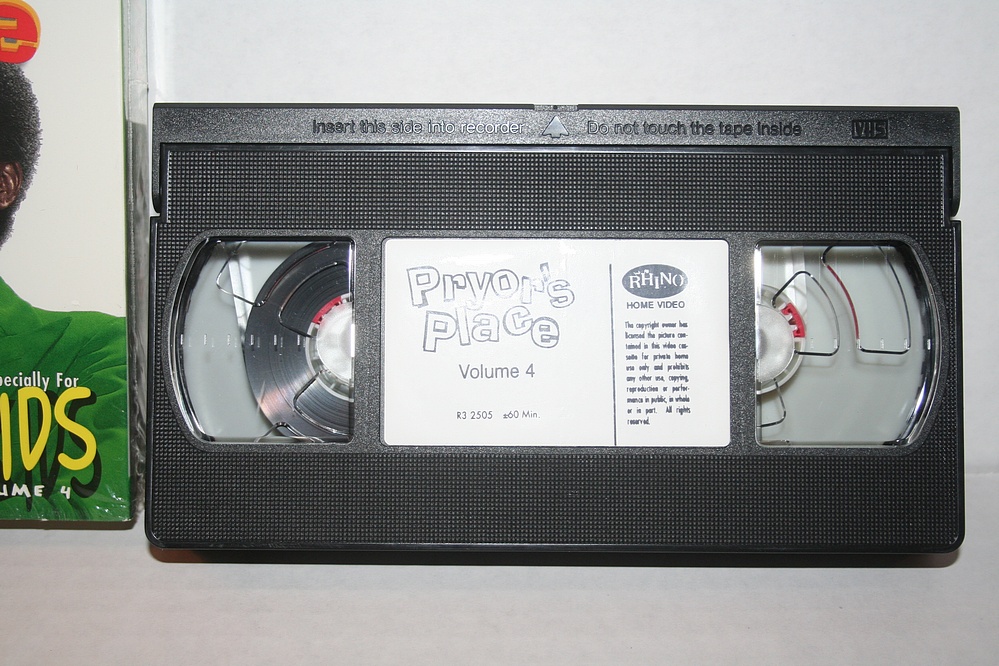 pecially For
IDS
UME 4
Insert this side into recorder Do not touch the tape inside VHS
Pryor's
Place
Volume 4
R3 2505 ±60 Min.
RHINO
HOME VIDEO
The copyright owner has
licensed the picture con-
tained in this video cas-
sette for private home
use only and prohibits
any other use, copying,
reproduction or perfor-
mance in public, in whole
or in part. All rights
reserved.